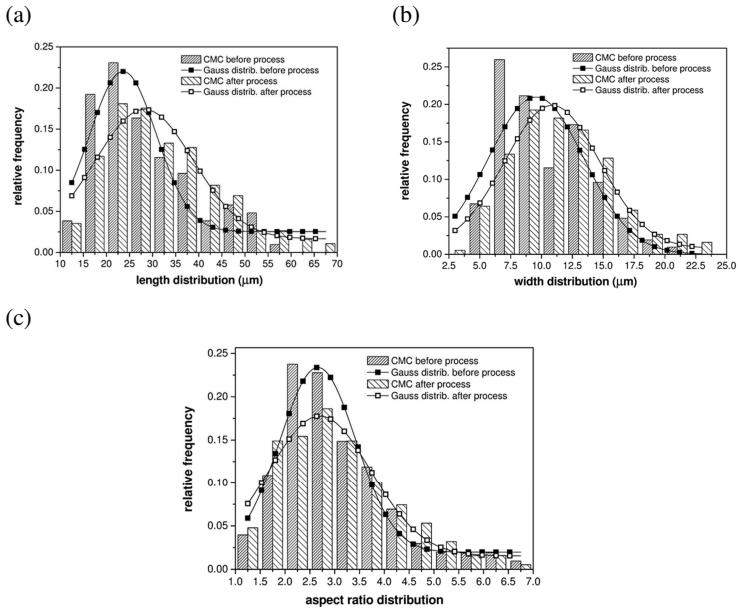 (a)
CMC before process
Gauss distrib. before process
CMC after process
Gauss distrib. after process
0.25
0.20
0.15
0.10
0.05
0.00
relative frequency
10 15 20 25 30 35 40 45 50 55 60 65 70
length distribution (μm)
(b)
CMC before process
Gauss distrib. before process
CMC after process
Gauss distrib. after process
0.25
0.20
0.15
0.10
0.05
0.00
relative frequency
2.5 5.0 7.5 10.0 12.5 15.0 17.5 20.0 22.5 25.0
width distribution (μm)
(c)
CMC before process
Gauss distrib. before process
CMC after process
Gauss distrib. after process
0.25
0.20
0.15
0.10
0.05
0.00
relative frequency
1.0 1.5 2.0 2.5 3.0 3.5 4.0 4.5 5.0 5.5 6.0 6.5 7.0
aspect ratio distribution